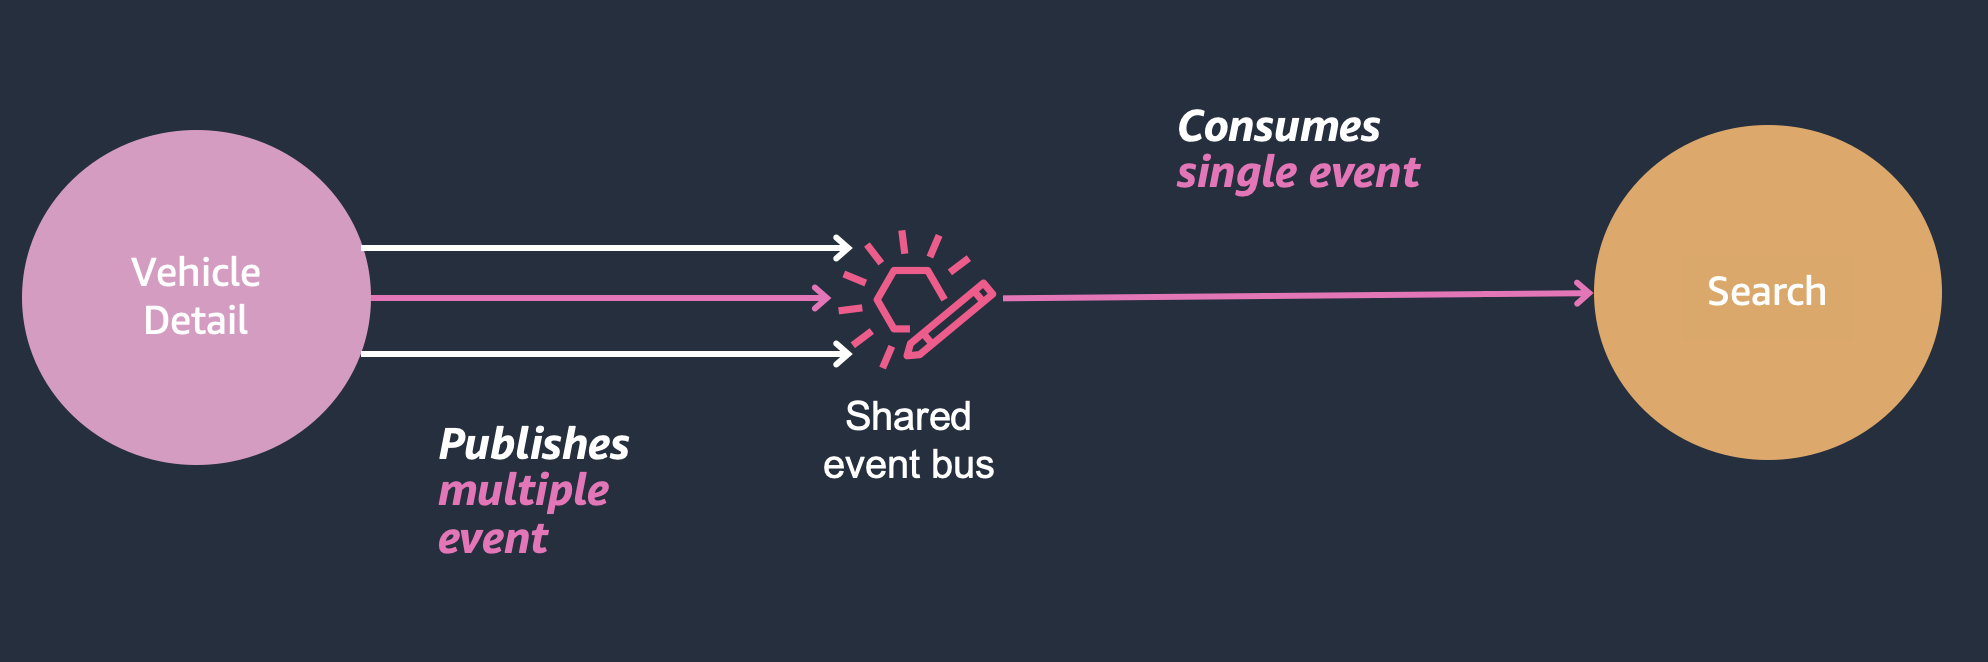 Consumes
single event
Vehicle
Detail
Search
Shared
event bus
Publishes
multiple
event